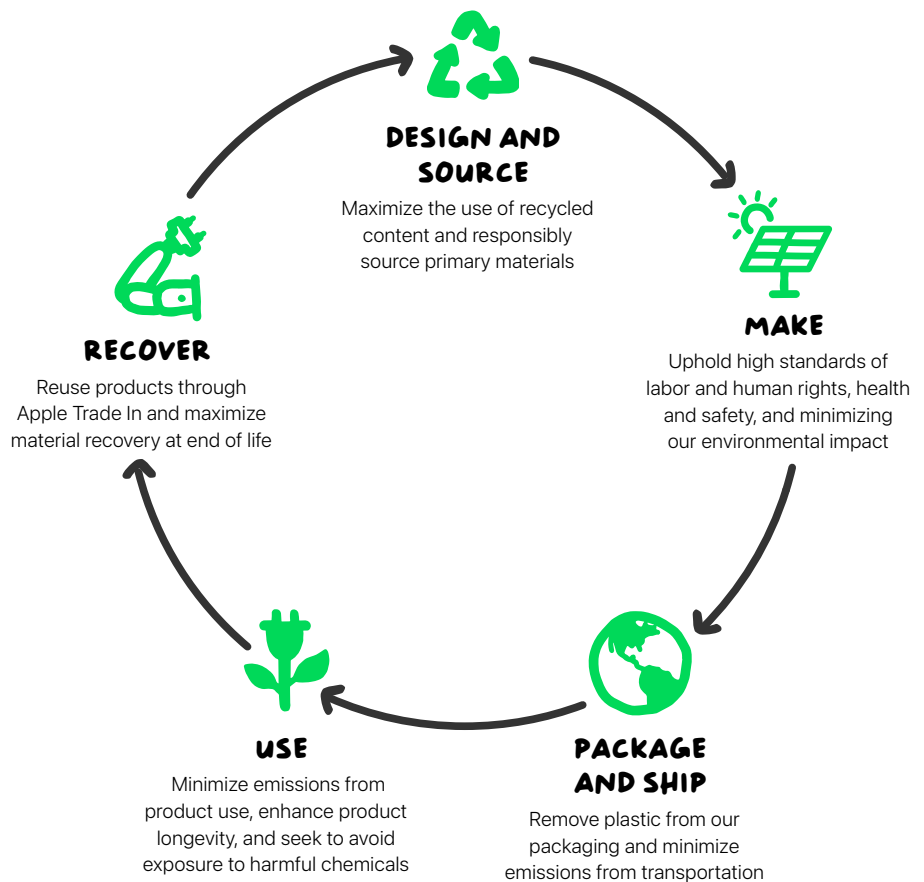 DESIGN AND
SOURCE
Maximize the use of recycled
content and responsibly
source primary materials
MAKE
Uphold high standards of
labor and human rights, health
and safety, and minimizing
our environmental impact
PACKAGE
AND SHIP
Remove plastic from our
packaging and minimize
emissions from transportation
USE
Minimize emissions from
product use, enhance product
longevity, and seek to avoid
exposure to harmful chemicals
RECOVER
Reuse products through
Apple Trade In and maximize
material recovery at end of life